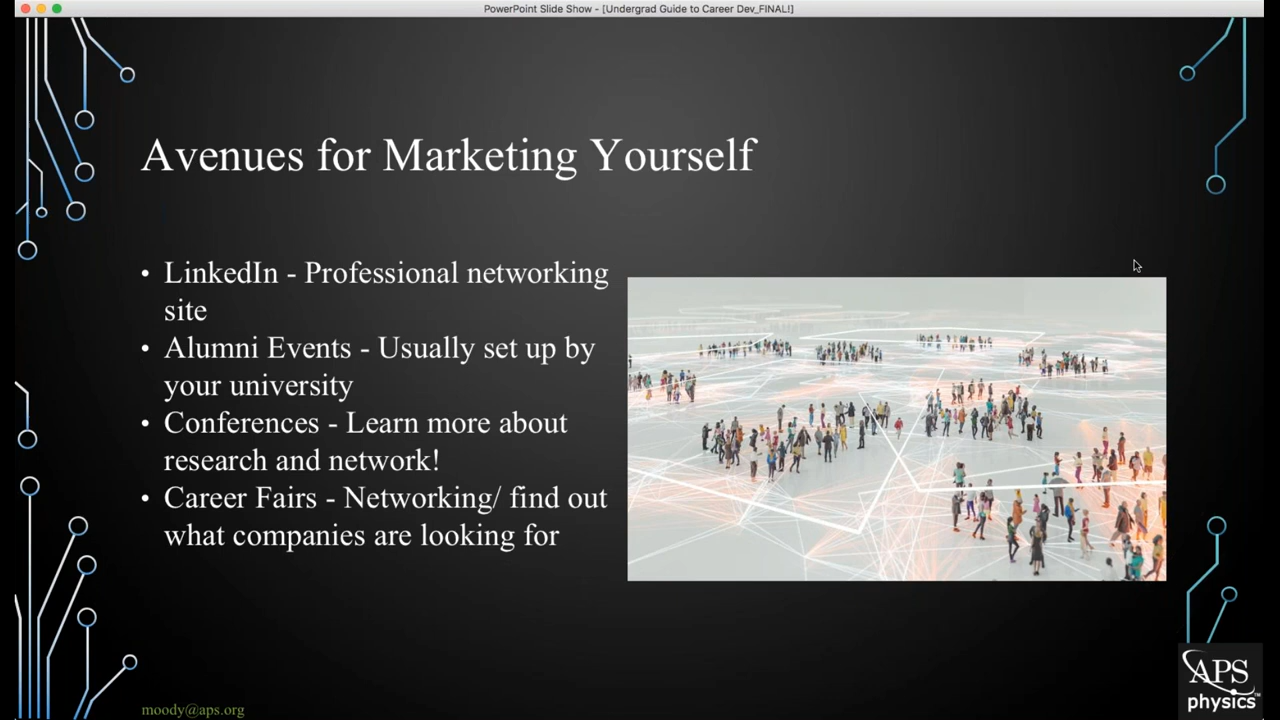 PowerPoint Slide Show - [Undergrad Guide to Career Dev_FINAL!]
Avenues for Marketing Yourself
• LinkedIn - Professional networking
site
• Alumni Events - Usually set up by
your university
• Conferences - Learn more about
research and network!
• Career Fairs - Networking/ find out
what companies are looking for
moody@aps.org
APS
physics™